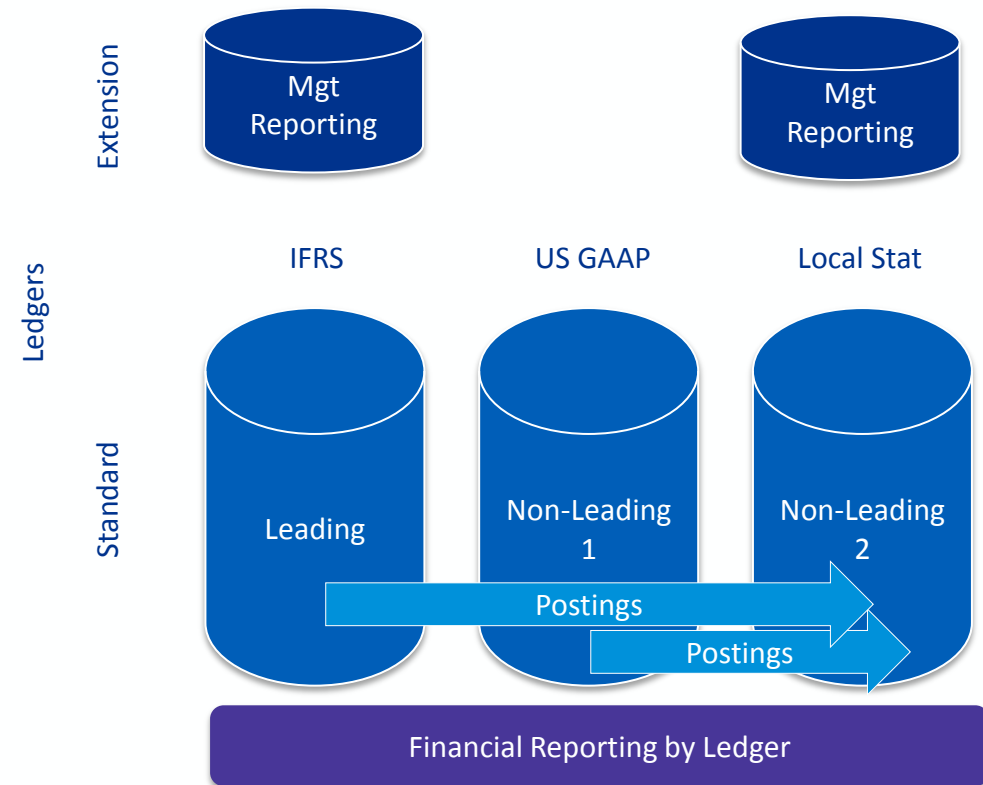 Extension
Mgt
Reporting
Mgt
Reporting
Ledgers
IFRS
US GAAP
Local Stat
Standard
Leading
Non-Leading
1
Non-Leading
2
Postings
Postings
Financial Reporting by Ledger